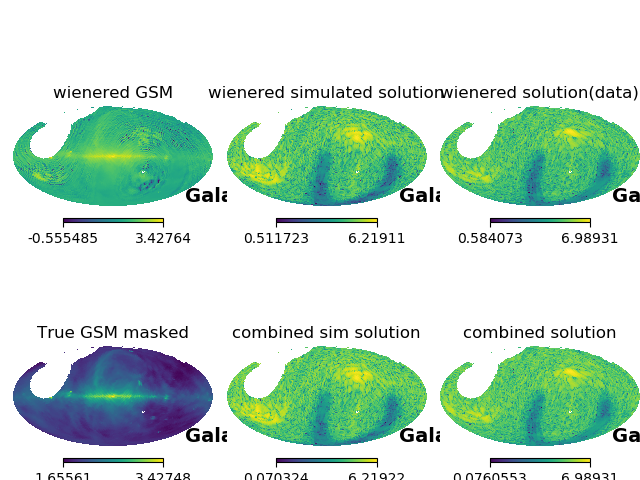 wienered GSM
wienered simulated solution
wienered solution(data)
Gala
Gala
Ga
-0.555485 3.42764
0.511723 6.21911
0.584073 6.98931
True GSM masked
combined sim solution
combined solution
Gala
Gala
Ga
1.65561 3.42748
0.070324 6.21922
0.0760553 6.98931